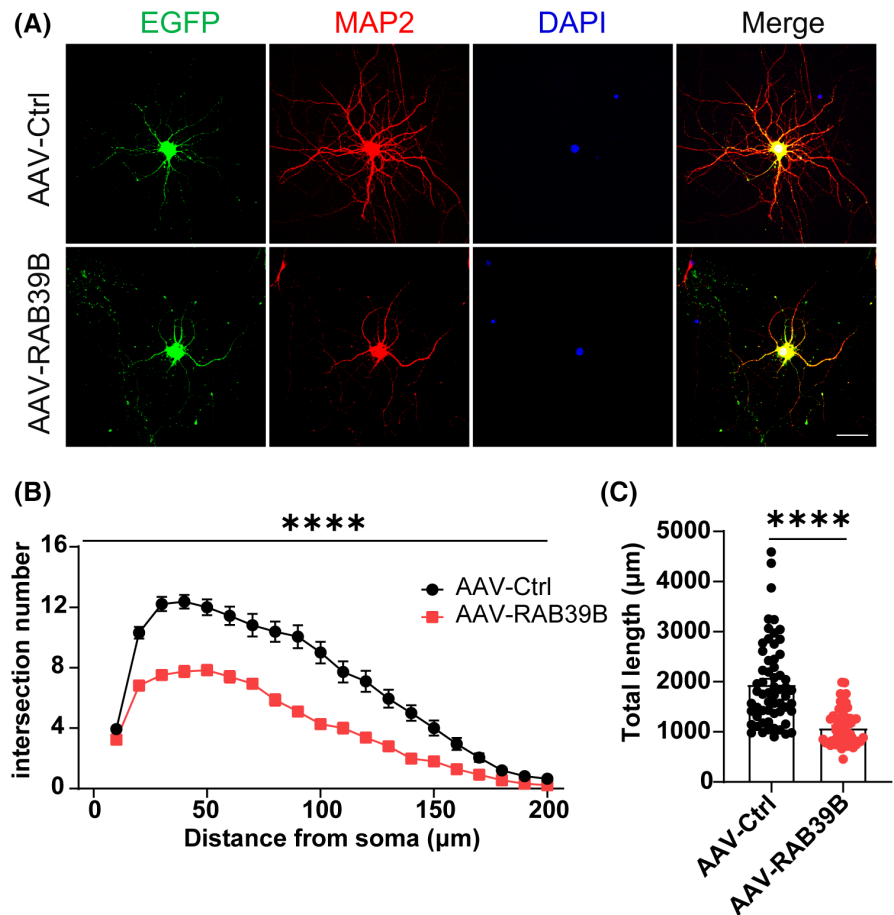 (A)
EGFP MAP2 DAPI Merge
AAV-Ctrl
AAV-RAB39B
(B)
****
intersection number
16
12
8
4
0
AAV-Ctrl
AAV-RAB39B
0 50 100 150 200
Distance from soma (µm)
(C)
****
Total length (µm)
5000
4000
3000
2000
1000
0
AAV-Ctrl
AAV-RAB39B